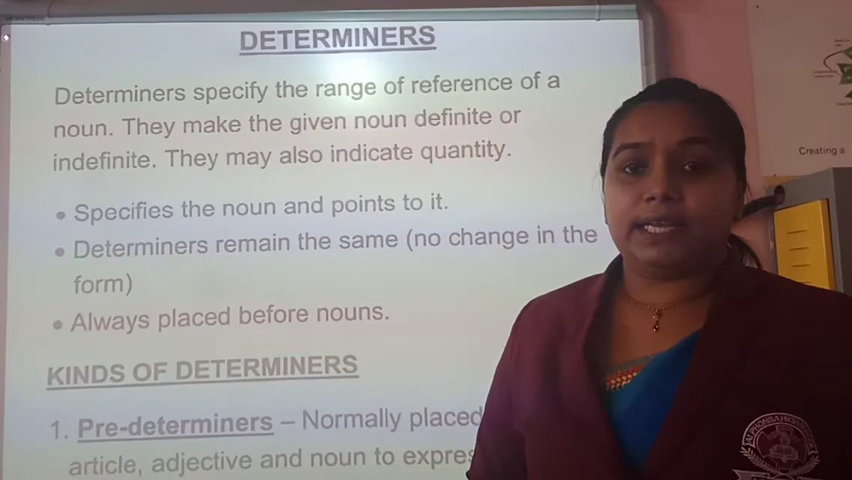 DETERMINERS
Determiners specify the range of reference of a
noun. They make the given noun definite or
indefinite. They may also indicate quantity.
• Specifies the noun and points to it.
• Determiners remain the same (no change in the
form)
• Always placed before nouns.
KINDS OF DETERMINERS
1. Pre-determiners – Normally placed
article, adjective and noun to expres
Creating a